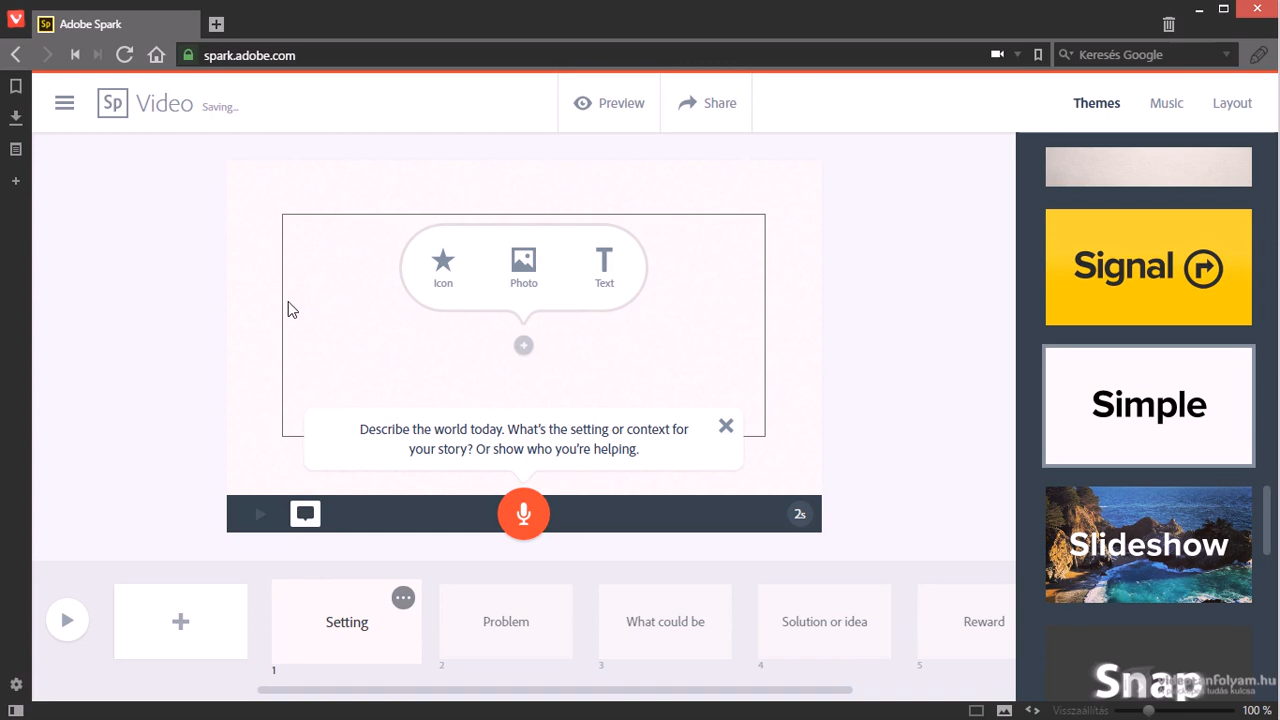 Sp Adobe Spark
spark.adobe.com
Keresés Google
Sp Video Saving...
Preview
Share
Themes
Music
Layout
Icon
Photo
Text
Describe the world today. What's the setting or context for
your story? Or show who you're helping.
2s
Signal
Simple
Slideshow
Snap
Setting
Problem
What could be
Solution or idea
Reward
1
2
3
4
5
Visszaállítás
100 %